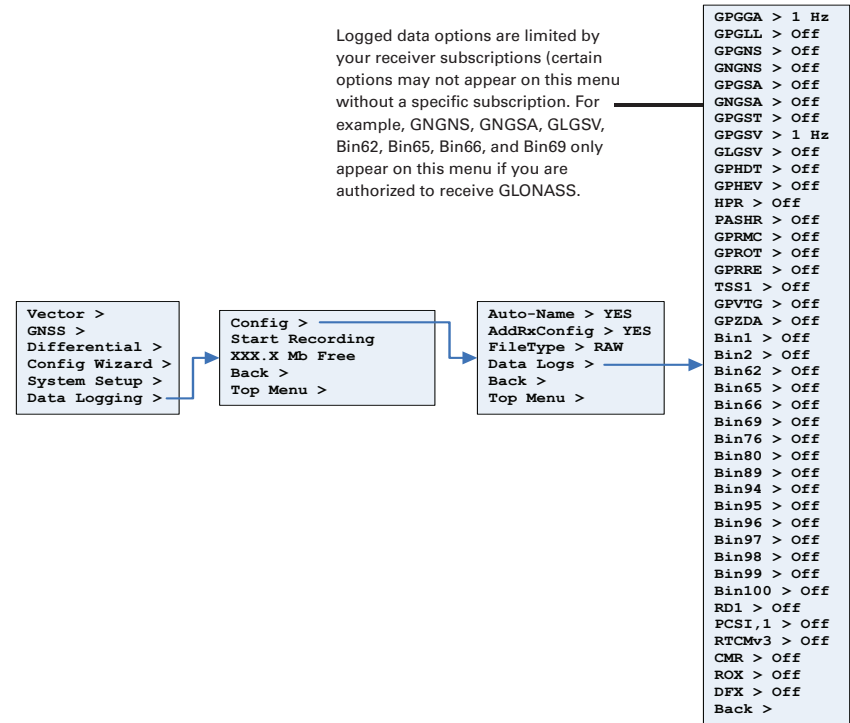 Logged data options are limited by
your receiver subscriptions (certain
options may not appear on this menu
without a specific subscription. For
example, GNGNS, GNGSA, GLGSV,
Bin62, Bin65, Bin66, and Bin69 only
appear on this menu if you are
authorized to receive GLONASS.
Vector >
GNSS >
Differential >
Config Wizard >
System Setup >
Data Logging >
Config >
Start Recording
XXX.X Mb Free
Back >
Top Menu >
Auto-Name > YES
AddRxConfig > YES
FileType > RAW
Data Logs >
Back >
Top Menu >
GPGGA > 1 Hz
GPGLL > Off
GPGNS > Off
GNGNS > Off
GPGSA > Off
GNGSA > Off
GPGST > Off
GPGSV > 1 Hz
GLGSV > Off
GPHDT > Off
GPHEV > Off
HPR > Off
PASHR > Off
GPRMC > Off
GPROT > Off
GPRRE > Off
TSS1 > Off
GPVTG > Off
GPZDA > Off
Bin1 > Off
Bin2 > Off
Bin62 > Off
Bin65 > Off
Bin66 > Off
Bin69 > Off
Bin76 > Off
Bin80 > Off
Bin89 > Off
Bin94 > Off
Bin95 > Off
Bin96 > Off
Bin97 > Off
Bin98 > Off
Bin99 > Off
Bin100 > Off
RD1 > Off
PCSI,1 > Off
RTCMv3 > Off
CMR > Off
ROX > Off
DFX > Off
Back >